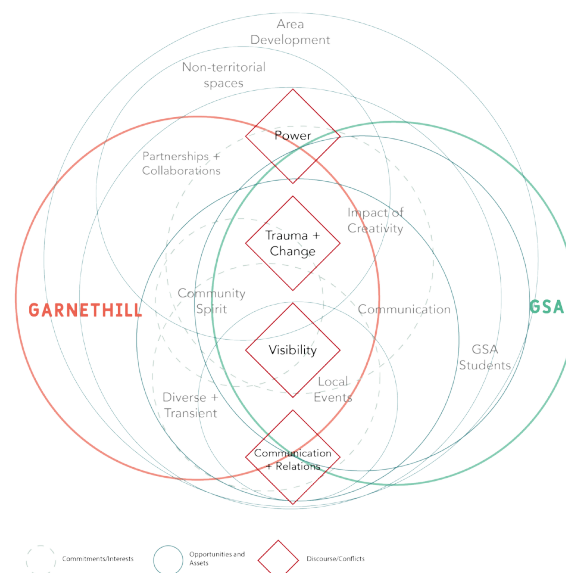 Area
Development
Non-territorial
spaces
Power
Partnerships +
Collaborations
Impact of
Creativity
Trauma +
Change
Community
Spirit
GARNETHILL
Communication
GSA
Visibility
GSA
Students
Local
Events
Diverse +
Transient
Communication
+ Relations
Commitments/Interests
Opportunities and
Assets
Discourse/Conflicts